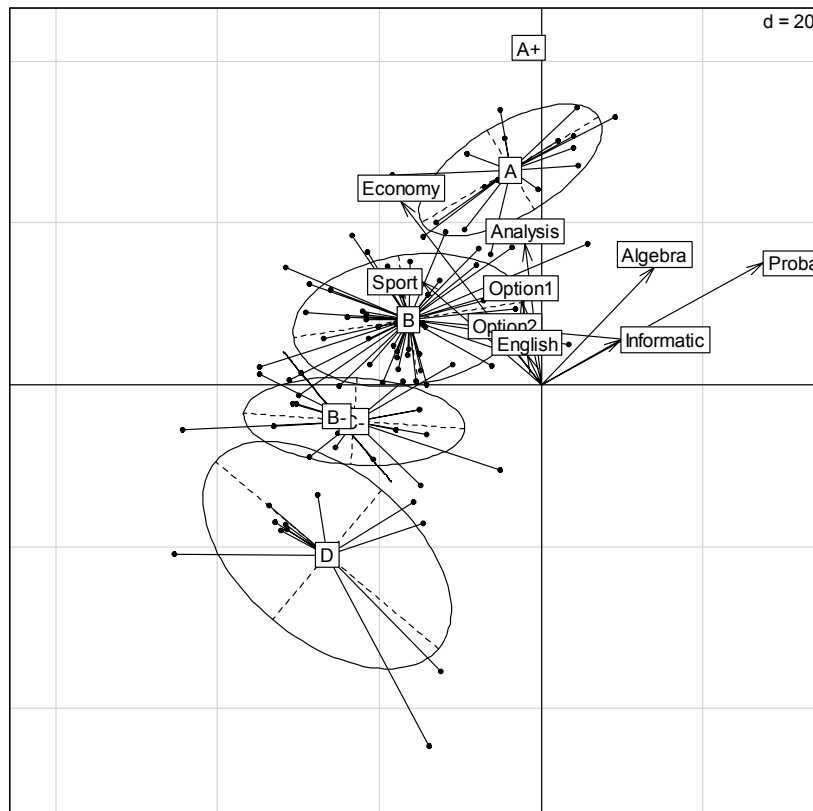 d = 20
A+
A
Economy
Analysis
Algebra
Proba
Sport
Option1
B
Option2
English
Informatic
B-
D